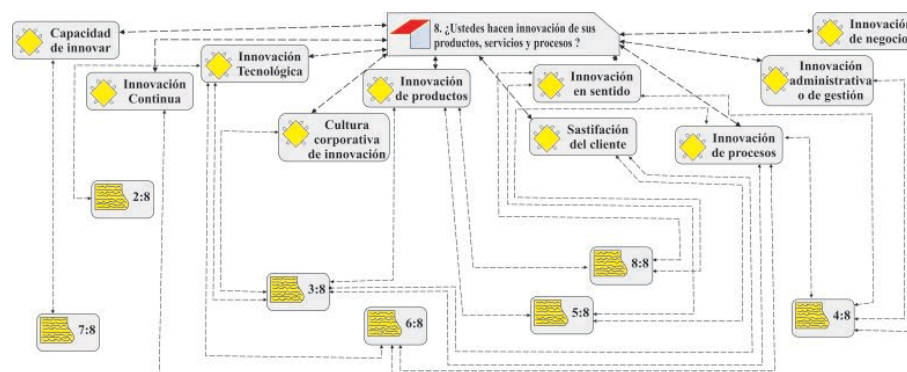 8. ¿Ustedes hacen innovación de sus
productos, servicios y procesos ?
Capacidad
de innovar
Innovación
Continua
Innovación
Tecnológica
Cultura
corporativa
de innovación
Innovación
de productos
Innovación
en sentido
Sastifación
del cliente
Innovación
de procesos
Innovación
de negocio
Innovación
administrativa
o de gestión
2:8
3:8
6:8
7:8
8:8
5:8
4:8